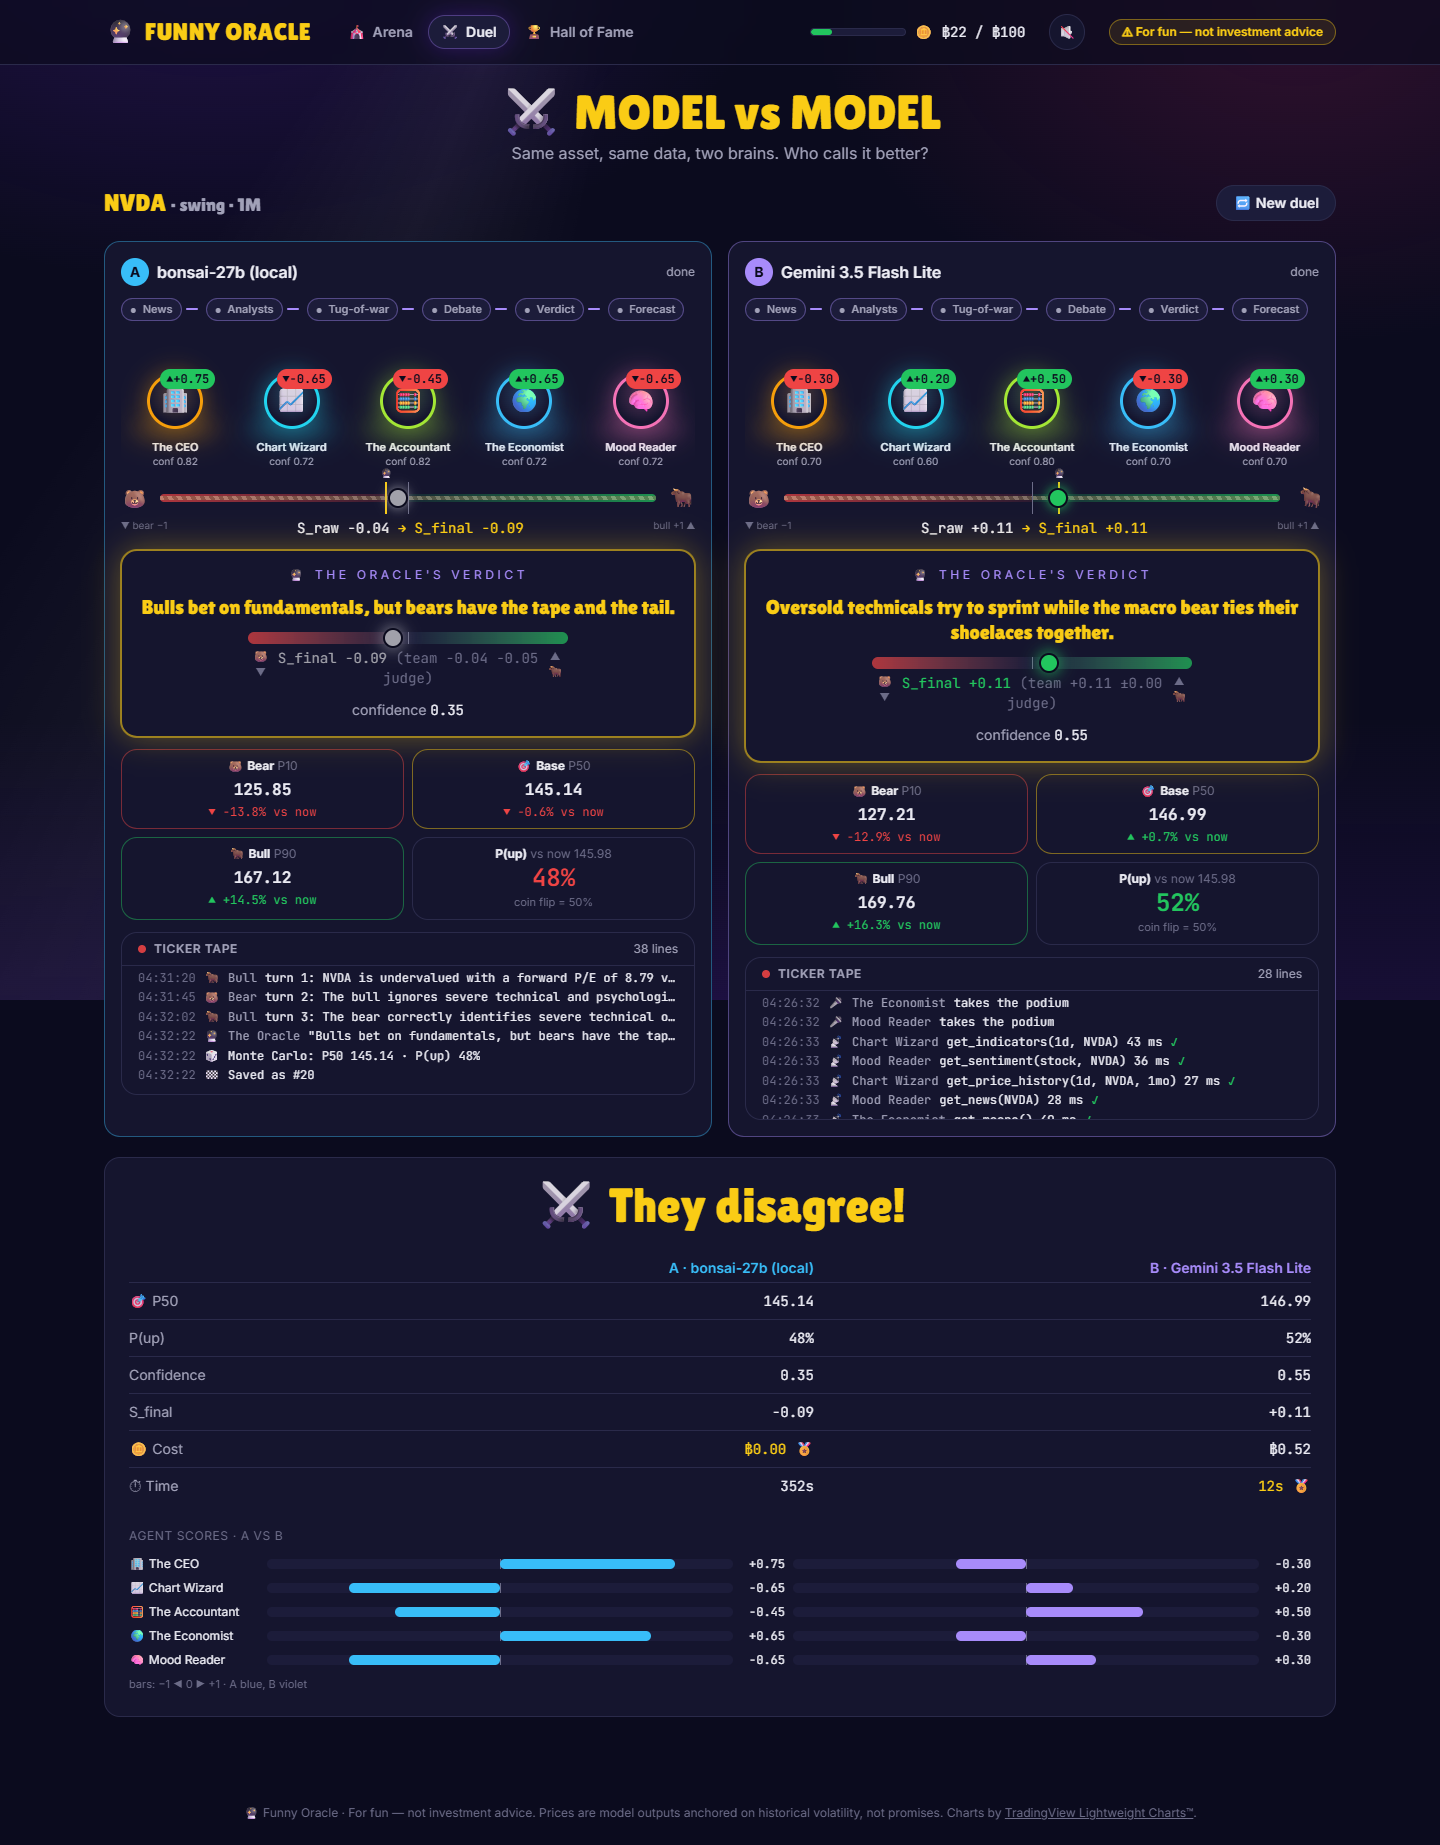 FUNNY ORACLE
Arena
Duel
Hall of Fame
฿22 / ฿100
⚠ For fun — not investment advice
MODEL vs MODEL
Same asset, same data, two brains. Who calls it better?
NVDA · swing · 1M
New duel
A bonsai-27b (local)
done
News
Analysts
Tug-of-war
Debate
Verdict
Forecast
▲+0.75
▼-0.65
▼-0.45
▲+0.65
▼-0.65
The CEO
Chart Wizard
The Accountant
The Economist
Mood Reader
conf 0.82
conf 0.72
conf 0.82
conf 0.72
conf 0.72
▼ bear −1
S_raw -0.04 → S_final -0.09
bull +1 ▲
THE ORACLE'S VERDICT
Bulls bet on fundamentals, but bears have the tape and the tail.
▼ S_final -0.09 (team -0.04 -0.05 ▲
judge)
confidence 0.35
Bear P10
125.85
▼ -13.8% vs now
Base P50
145.14
▼ -0.6% vs now
Bull P90
167.12
▲ +14.5% vs now
P(up) vs now 145.98
48%
coin flip = 50%
TICKER TAPE
38 lines
04:31:20 Bull turn 1: NVDA is undervalued with a forward P/E of 8.79 v…
04:31:45 Bear turn 2: The bull ignores severe technical and psychologi…
04:32:02 Bull turn 3: The bear correctly identifies severe technical o…
04:32:22 The Oracle "Bulls bet on fundamentals, but bears have the tap…
04:32:22 Monte Carlo: P50 145.14 · P(up) 48%
04:32:22 Saved as #20
B Gemini 3.5 Flash Lite
done
News
Analysts
Tug-of-war
Debate
Verdict
Forecast
▼-0.30
▲+0.20
▲+0.50
▼-0.30
▲+0.30
The CEO
Chart Wizard
The Accountant
The Economist
Mood Reader
conf 0.70
conf 0.60
conf 0.80
conf 0.70
conf 0.70
▼ bear −1
S_raw +0.11 → S_final +0.11
bull +1 ▲
THE ORACLE'S VERDICT
Oversold technicals try to sprint while the macro bear ties their
shoelaces together.
▼ S_final +0.11 (team +0.11 ±0.00 ▲
judge)
confidence 0.55
Bear P10
127.21
▼ -12.9% vs now
Base P50
146.99
▲ +0.7% vs now
Bull P90
169.76
▲ +16.3% vs now
P(up) vs now 145.98
52%
coin flip = 50%
TICKER TAPE
28 lines
04:26:32 The Economist takes the podium
04:26:32 Mood Reader takes the podium
04:26:33 Chart Wizard get_indicators(1d, NVDA) 43 ms ✓
04:26:33 Mood Reader get_sentiment(stock, NVDA) 36 ms ✓
04:26:33 Chart Wizard get_price_history(1d, NVDA, 1mo) 27 ms ✓
04:26:33 Mood Reader get_news(NVDA) 28 ms ✓
They disagree!
A · bonsai-27b (local)
B · Gemini 3.5 Flash Lite
P50 145.14 146.99
P(up) 48% 52%
Confidence 0.35 0.55
S_final -0.09 +0.11
Cost ฿0.00 ฿0.52
Time 352s 12s
AGENT SCORES · A VS B
The CEO +0.75 -0.30
Chart Wizard -0.65 +0.20
The Accountant -0.45 +0.50
The Economist +0.65 -0.30
Mood Reader -0.65 +0.30
bars: −1 ◀ 0 ▶ +1 · A blue, B violet
Funny Oracle · For fun — not investment advice. Prices are model outputs anchored on historical volatility, not promises. Charts by TradingView Lightweight Charts™.